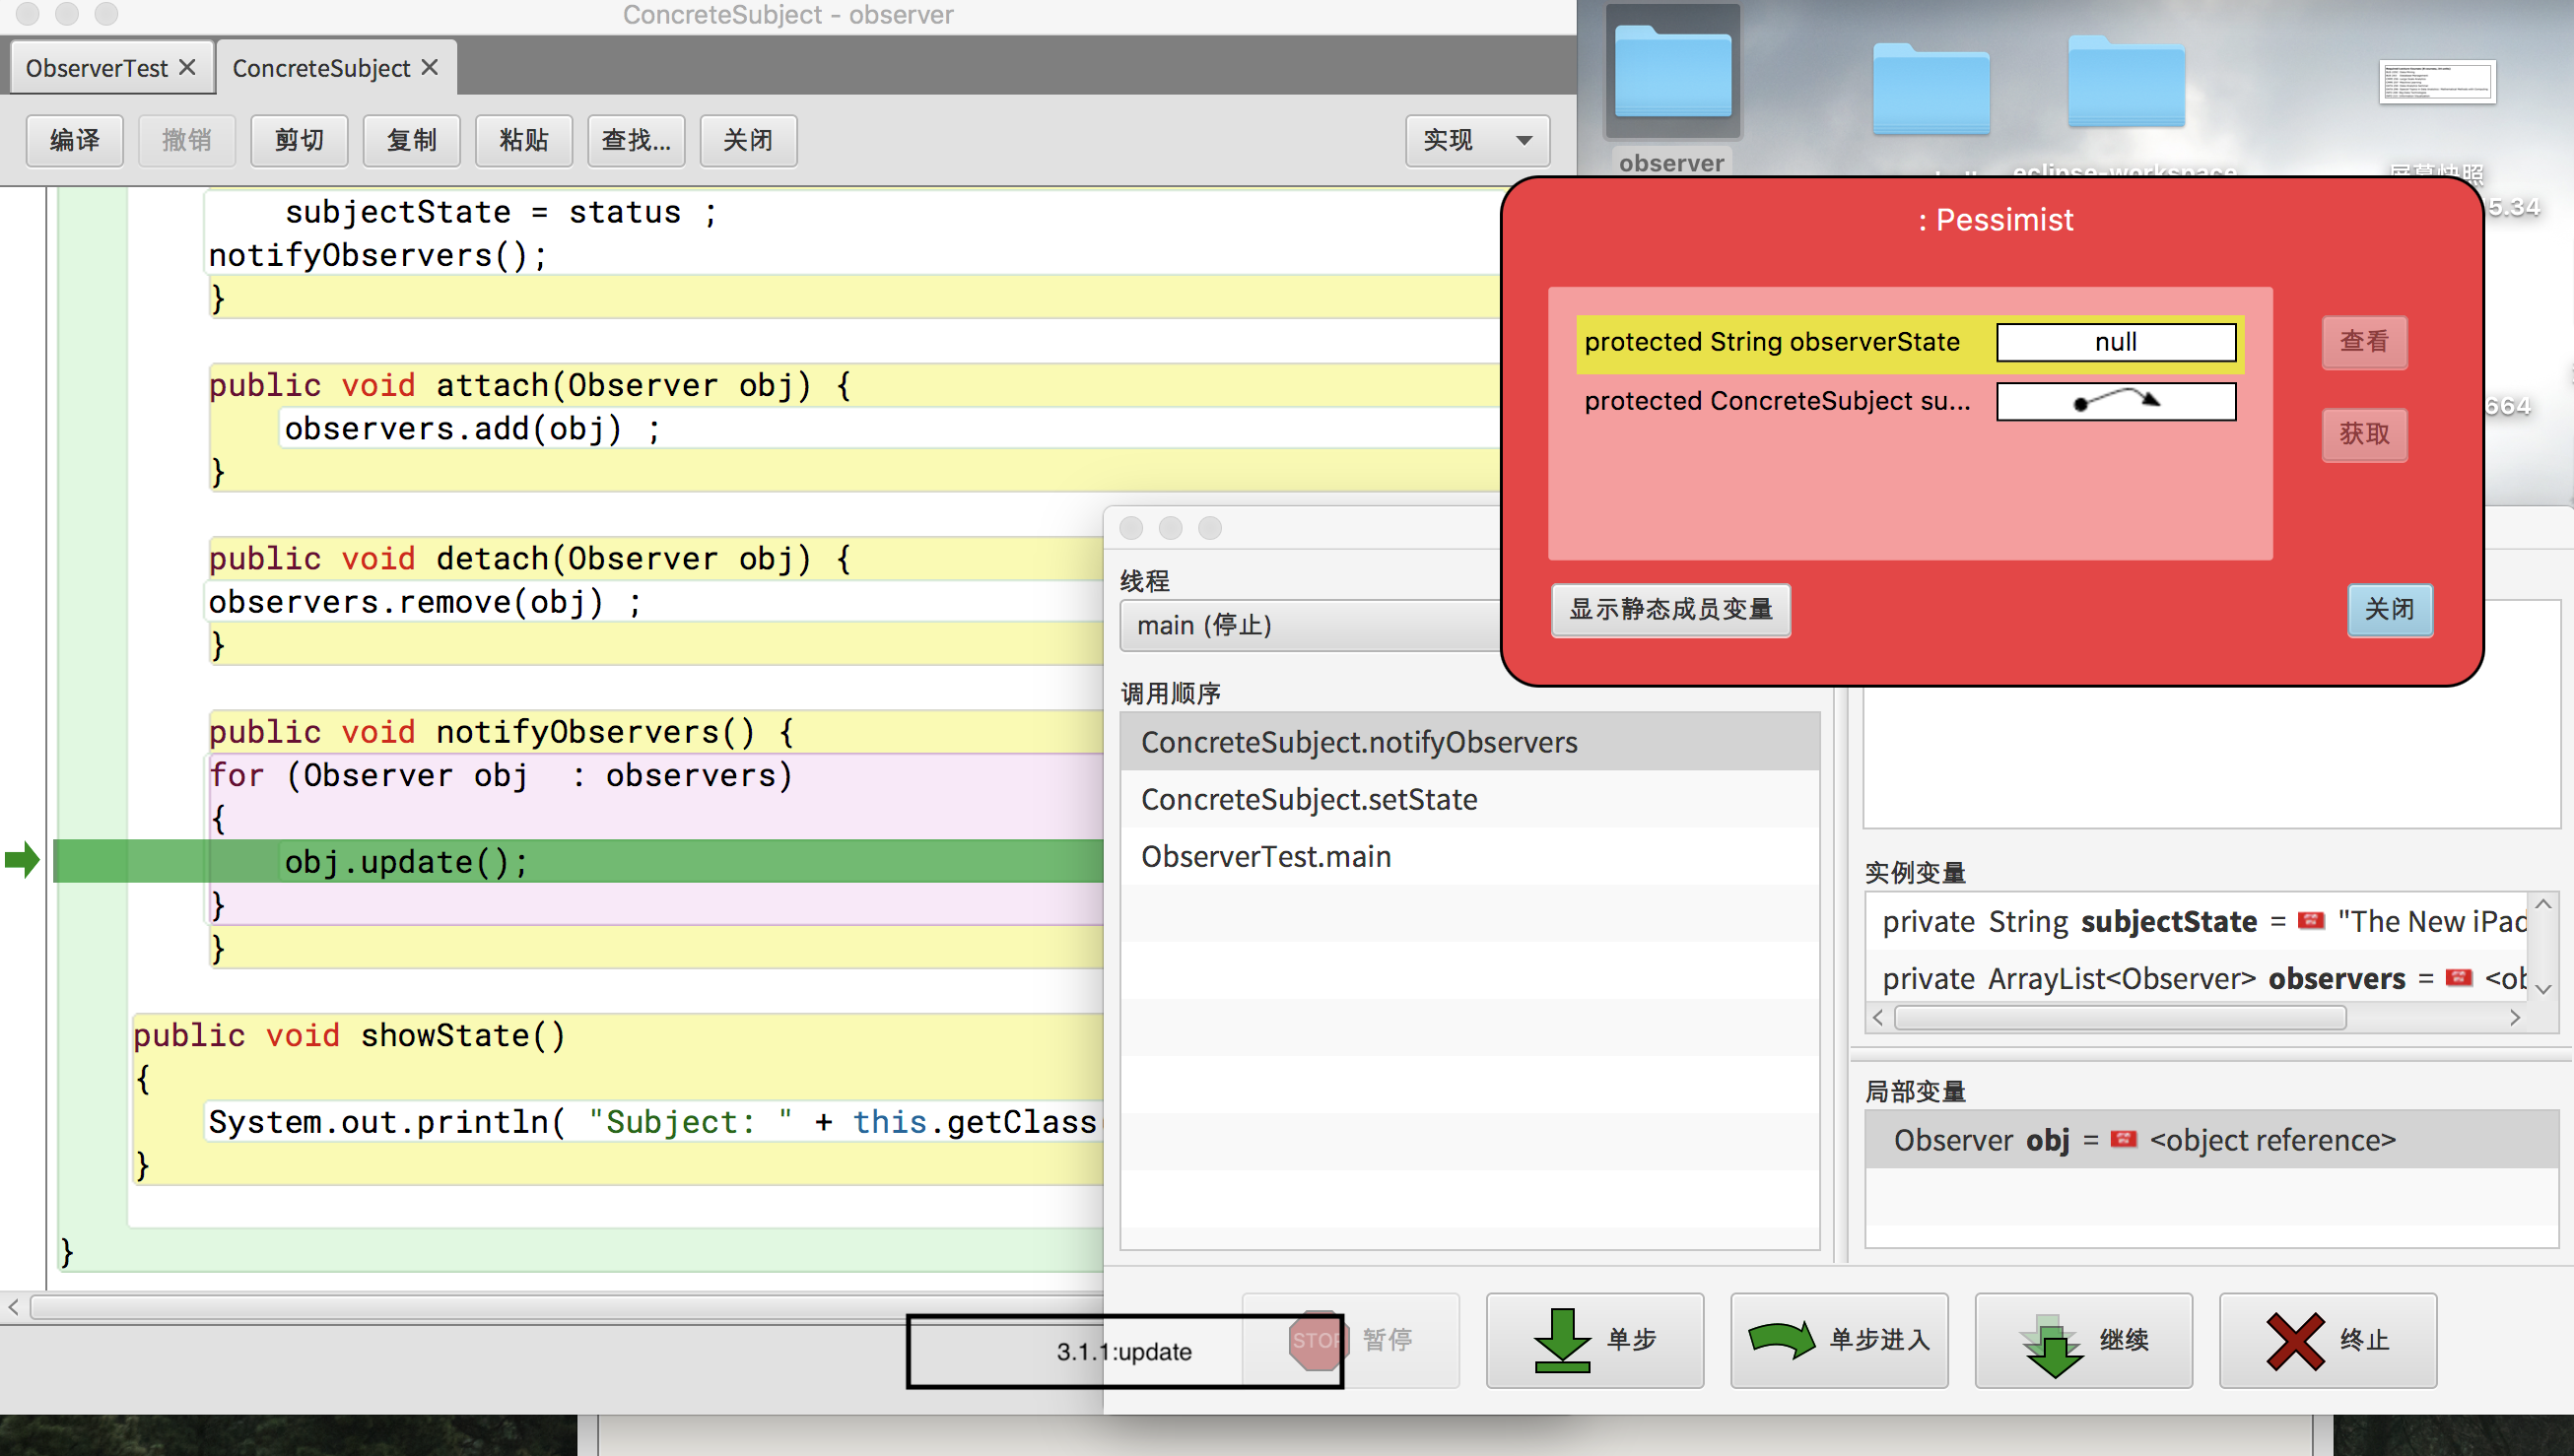 ConcreteSubject - observer
ObserverTest
ConcreteSubject
编译
撤销
剪切
复制
粘贴
查找...
关闭
实现
subjectState = status ;
notifyObservers();
}
public void attach(Observer obj) {
observers.add(obj) ;
}
public void detach(Observer obj) {
observers.remove(obj) ;
}
public void notifyObservers() {
for (Observer obj  : observers)
{
obj.update();
}
}
public void showState()
{
System.out.println( "Subject: " + this.getClass
}
}
observer
eclipse-workspace
屏幕快照
5.34
664
: Pessimist
protected String observerState
null
protected ConcreteSubject su...
查看
获取
显示静态成员变量
关闭
线程
main (停止)
调用顺序
ConcreteSubject.notifyObservers
ConcreteSubject.setState
ObserverTest.main
实例变量
private String subjectState = "The New iPad
private ArrayList<Observer> observers = <ob
局部变量
Observer obj = <object reference>
3.1.1:update
STOP
暂停
单步
单步进入
继续
终止